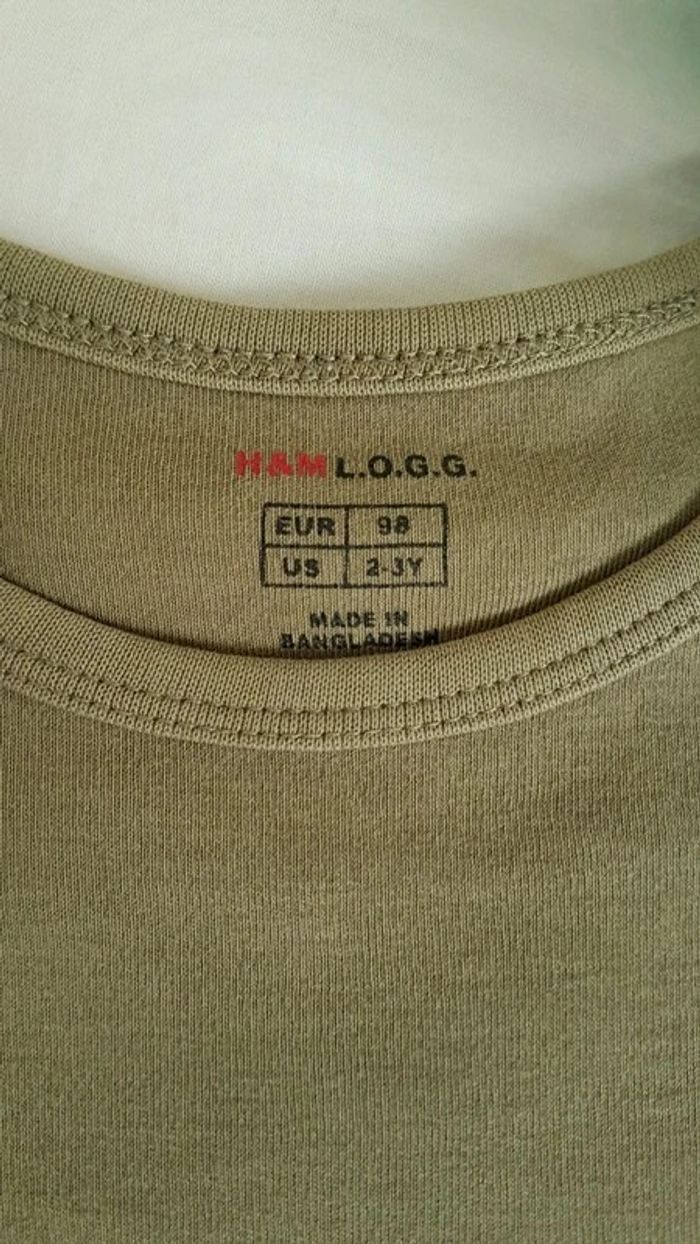 H&M L.O.G.G.
EUR 98
US 2-3Y
MADE IN
BANGLADESH